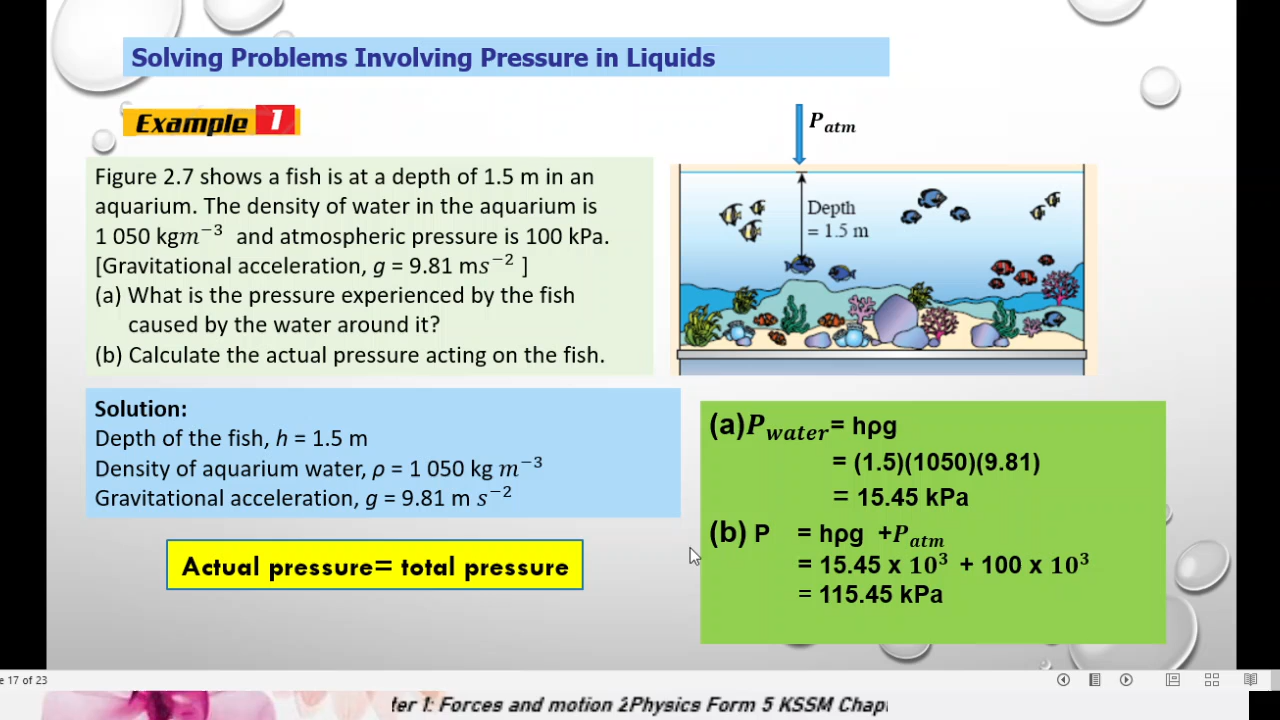 Solving Problems Involving Pressure in Liquids
Example 1
P_atm
Figure 2.7 shows a fish is at a depth of 1.5 m in an
aquarium. The density of water in the aquarium is
1 050 kgm⁻³ and atmospheric pressure is 100 kPa.
[Gravitational acceleration, g = 9.81 ms⁻² ]
(a) What is the pressure experienced by the fish
caused by the water around it?
(b) Calculate the actual pressure acting on the fish.
Depth
= 1.5 m
Solution:
Depth of the fish, h = 1.5 m
Density of aquarium water, ρ = 1 050 kg m⁻³
Gravitational acceleration, g = 9.81 m s⁻²
Actual pressure= total pressure
(a)P_water= hρg
= (1.5)(1050)(9.81)
= 15.45 kPa
(b) P = hρg +P_atm
= 15.45 x 10³ + 100 x 10³
= 115.45 kPa
e 17 of 23
ter 1: Forces and motion 2Physics Form 5 KSSM Chap